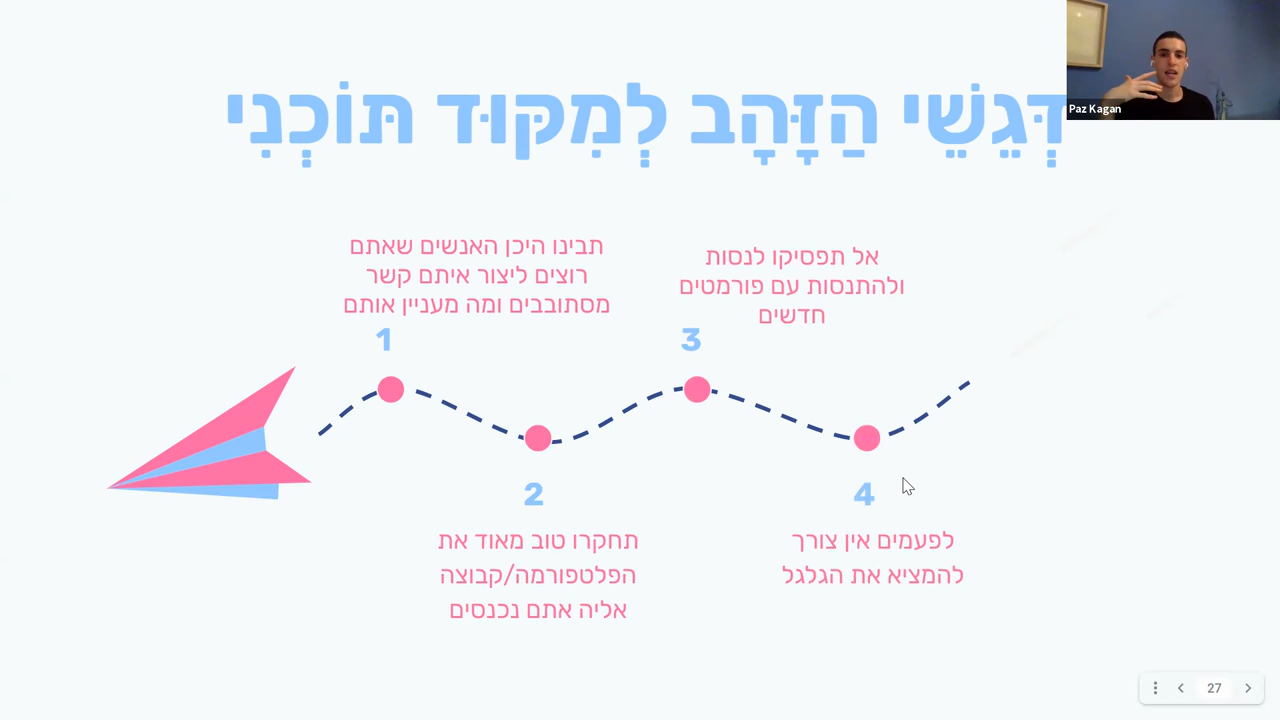 דְּגֵשֵׁי הַזָּהָב לְמִקּוּד תּוֹכְנִי
Paz Kagan
תבינו היכן האנשים שאתם
רוצים ליצור איתם קשר
מסתובבים ומה מעניין אותם
1
תחקרו טוב מאוד את
הפלטפורמה/קבוצה
אליה אתם נכנסים
2
אל תפסיקו לנסות
ולהתנסות עם פורמטים
חדשים
3
לפעמים אין צורך
להמציא את הגלגל
4
27